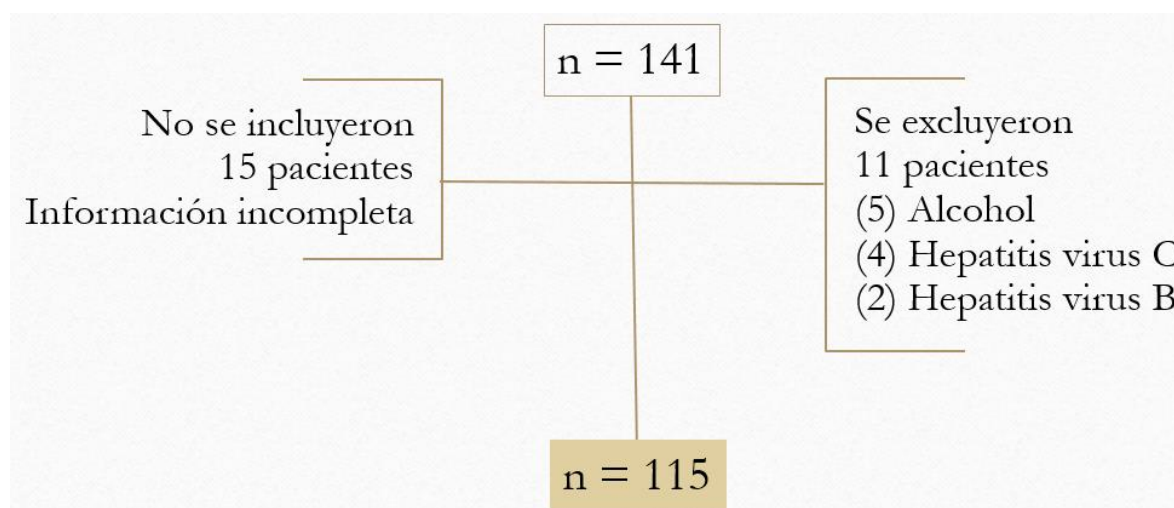 n = 141
No se incluyeron
15 pacientes
Información incompleta
Se excluyeron
11 pacientes
(5) Alcohol
(4) Hepatitis virus C
(2) Hepatitis virus B
n = 115